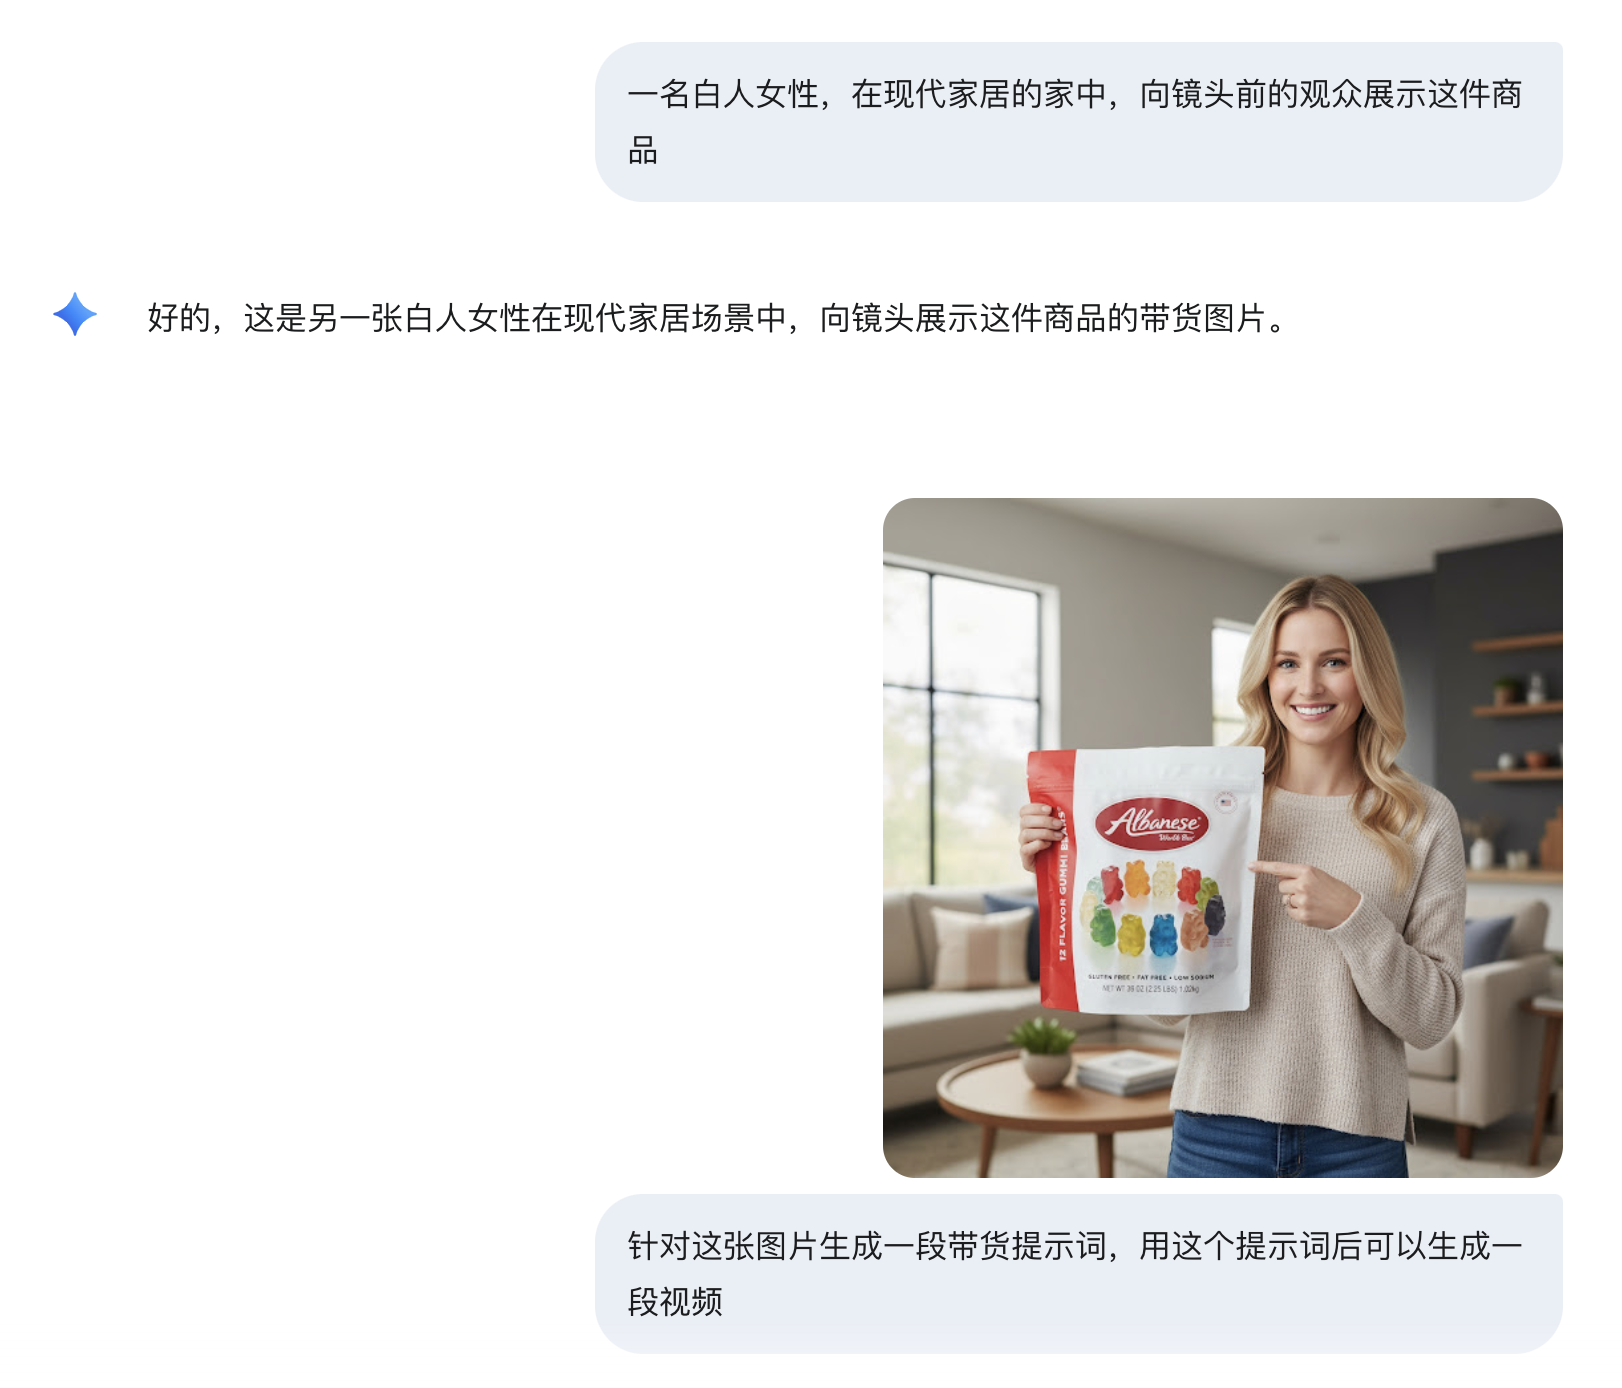 一名白人女性，在现代家居的家中，向镜头前的观众展示这件商
品
好的，这是另一张白人女性在现代家居场景中，向镜头展示这件商品的带货图片。
Albanese
World's Best
12 FLAVOR GUMMI BEARS
GLUTEN FREE • FAT FREE • LOW SODIUM
NET WT 36 OZ (2.25 LBS) 1.02kg
针对这张图片生成一段带货提示词，用这个提示词后可以生成一
段视频